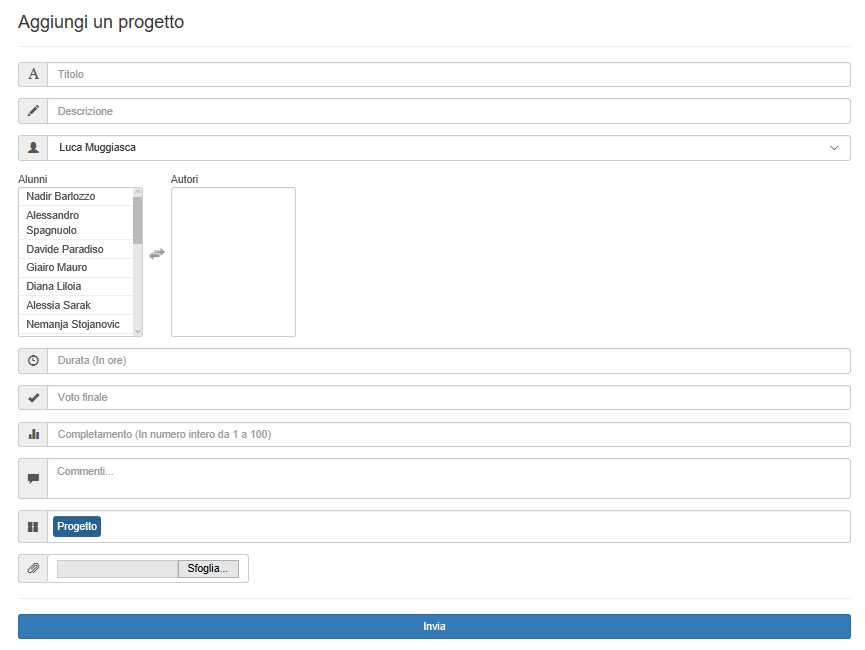 Aggiungi un progetto
Titolo
Descrizione
Luca Muggiasca
Alunni
Autori
Nadir Barlozzo
Alessandro
Spagnuolo
Davide Paradiso
Giairo Mauro
Diana Liloia
Alessia Sarak
Nemanja Stojanovic
Durata (In ore)
Voto finale
Completamento (In numero intero da 1 a 100)
Commenti...
Progetto
Sfoglia...
Invia